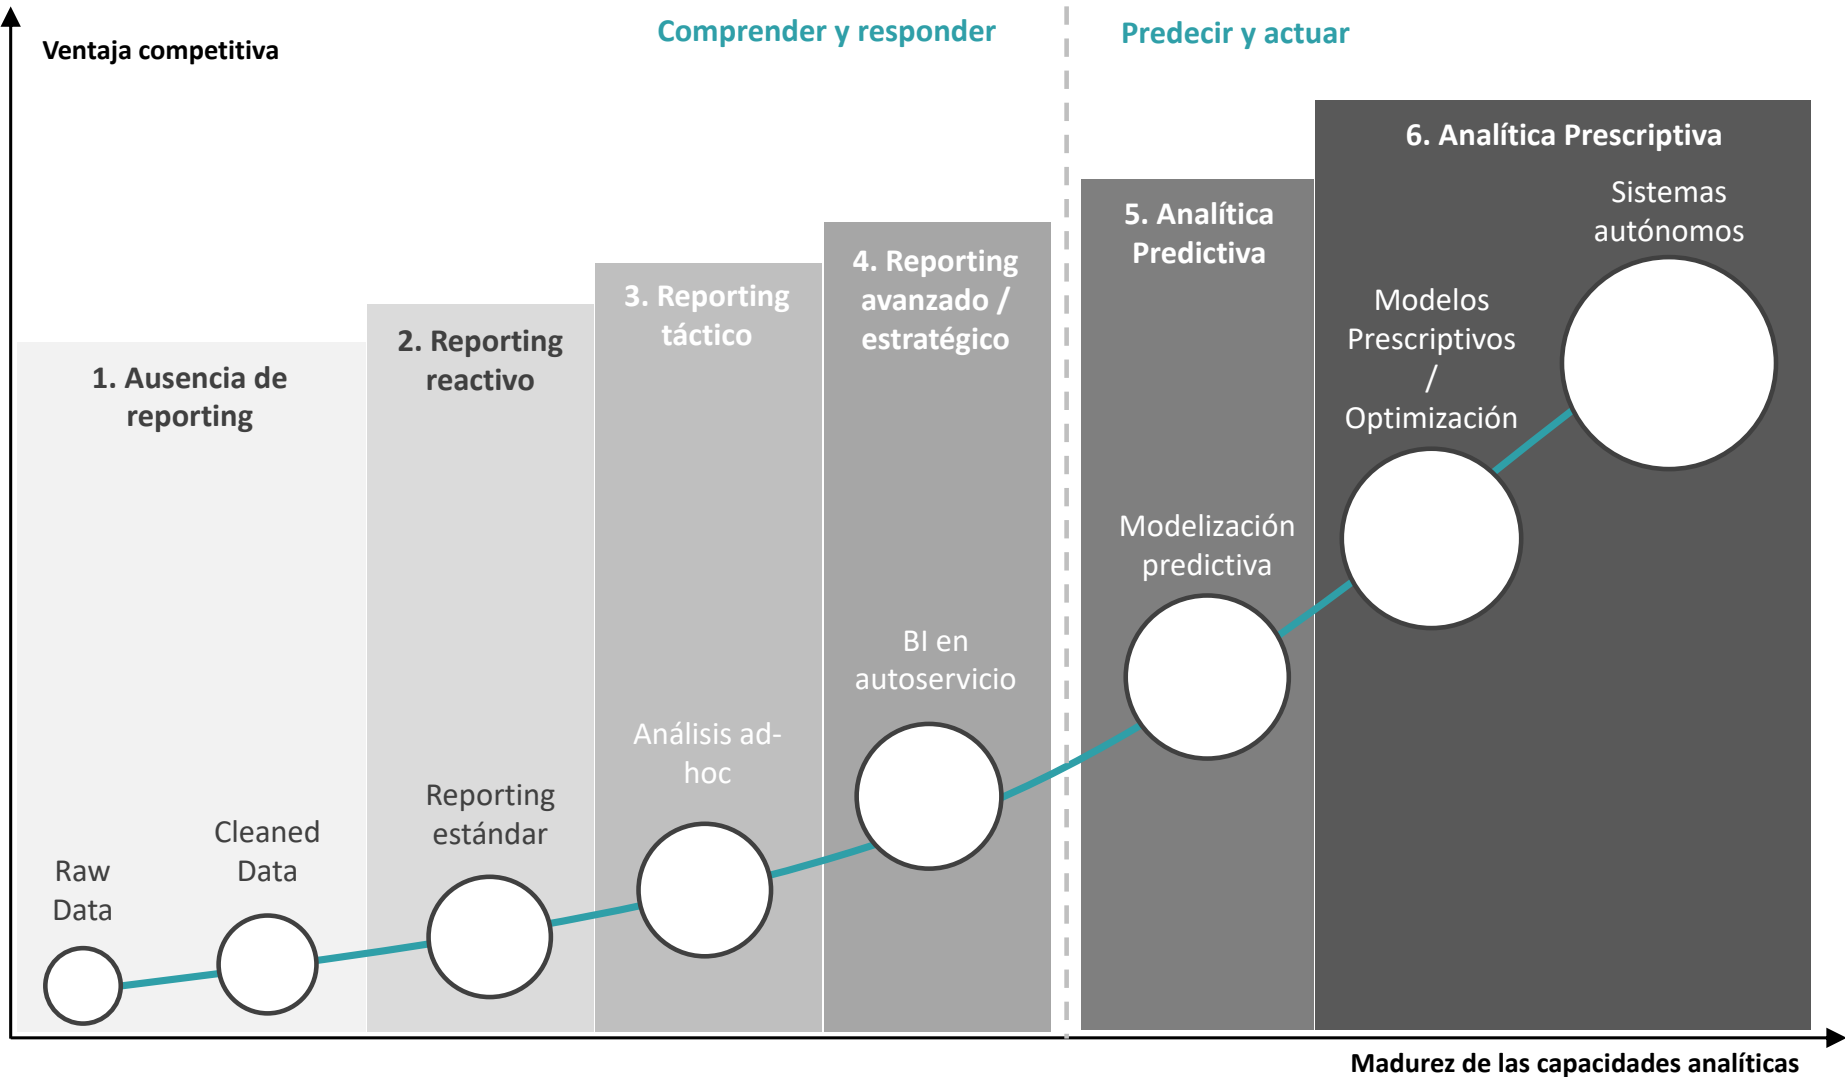 Comprender y responder
Predecir y actuar
Ventaja competitiva
1. Ausencia de
reporting
Raw
Data
Cleaned
Data
2. Reporting
reactivo
Reporting
estándar
3. Reporting
táctico
Análisis ad-
hoc
4. Reporting
avanzado /
estratégico
BI en
autoservicio
5. Analítica
Predictiva
Modelización
predictiva
6. Analítica Prescriptiva
Modelos
Prescriptivos
/
Optimización
Sistemas
autónomos
Madurez de las capacidades analíticas